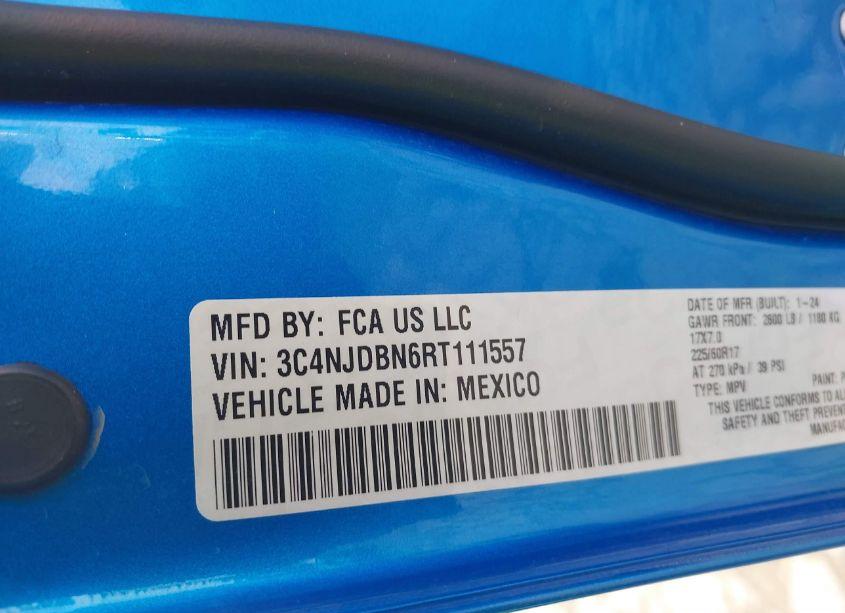 MFD BY: FCA US LLC
VIN: 3C4NJDBN6RT111557
VEHICLE MADE IN: MEXICO
DATE OF MFR (BUILT): 1-24
GAWR FRONT: 2600 LB / 1180 KG
17X7.0
225/60R17
AT 270 kPa / 39 PSI
TYPE: MPV PAINT:
THIS VEHICLE CONFORMS TO
SAFETY AND THEFT